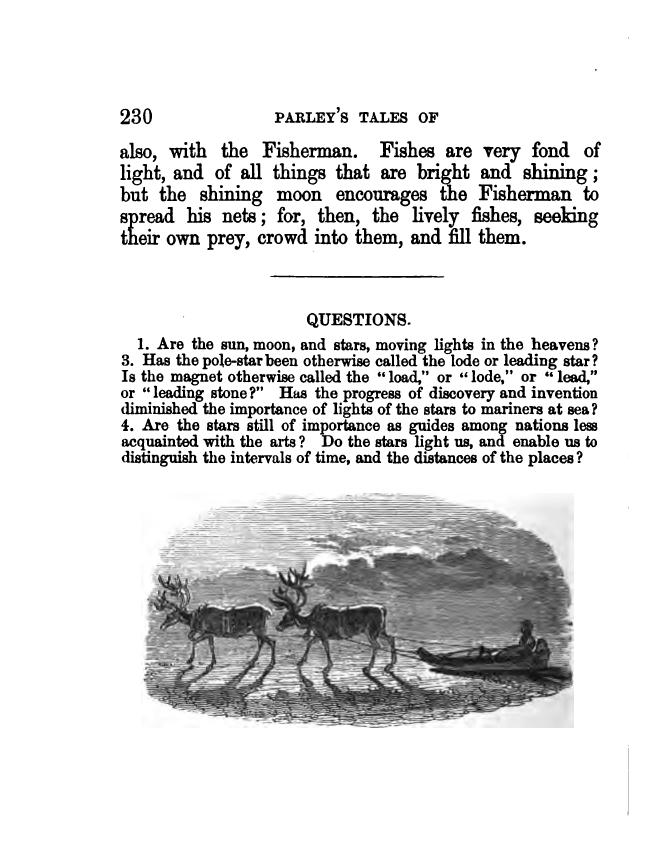 230 PARLEY'S TALES OF
also, with the Fisherman. Fishes are very fond of
light, and of all things that are bright and shining;
but the shining moon encourages the Fisherman to
spread his nets; for, then, the lively fishes, seeking
their own prey, crowd into them, and fill them.
QUESTIONS.
1. Are the sun, moon, and stars, moving lights in the heavens?
3. Has the pole-star been otherwise called the lode or leading star?
Is the magnet otherwise called the "load," or "lode," or "lead,"
or "leading stone?" Has the progress of discovery and invention
diminished the importance of lights of the stars to mariners at sea?
4. Are the stars still of importance as guides among nations less
acquainted with the arts? Do the stars light us, and enable us to
distinguish the intervals of time, and the distances of the places?